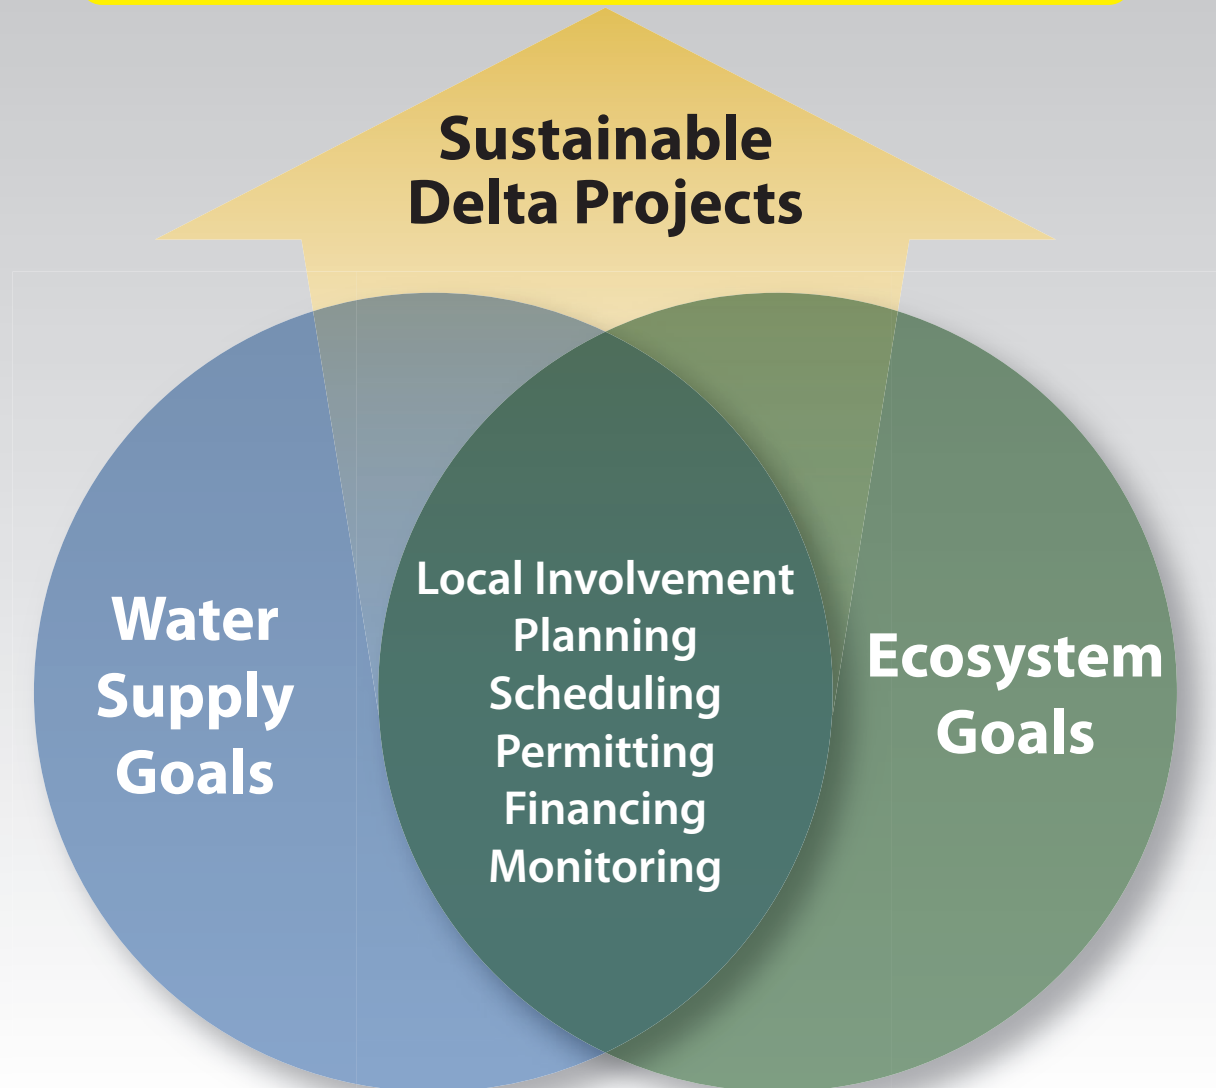 Sustainable
Delta Projects
Water
Supply
Goals
Local Involvement
Planning
Scheduling
Permitting
Financing
Monitoring
Ecosystem
Goals